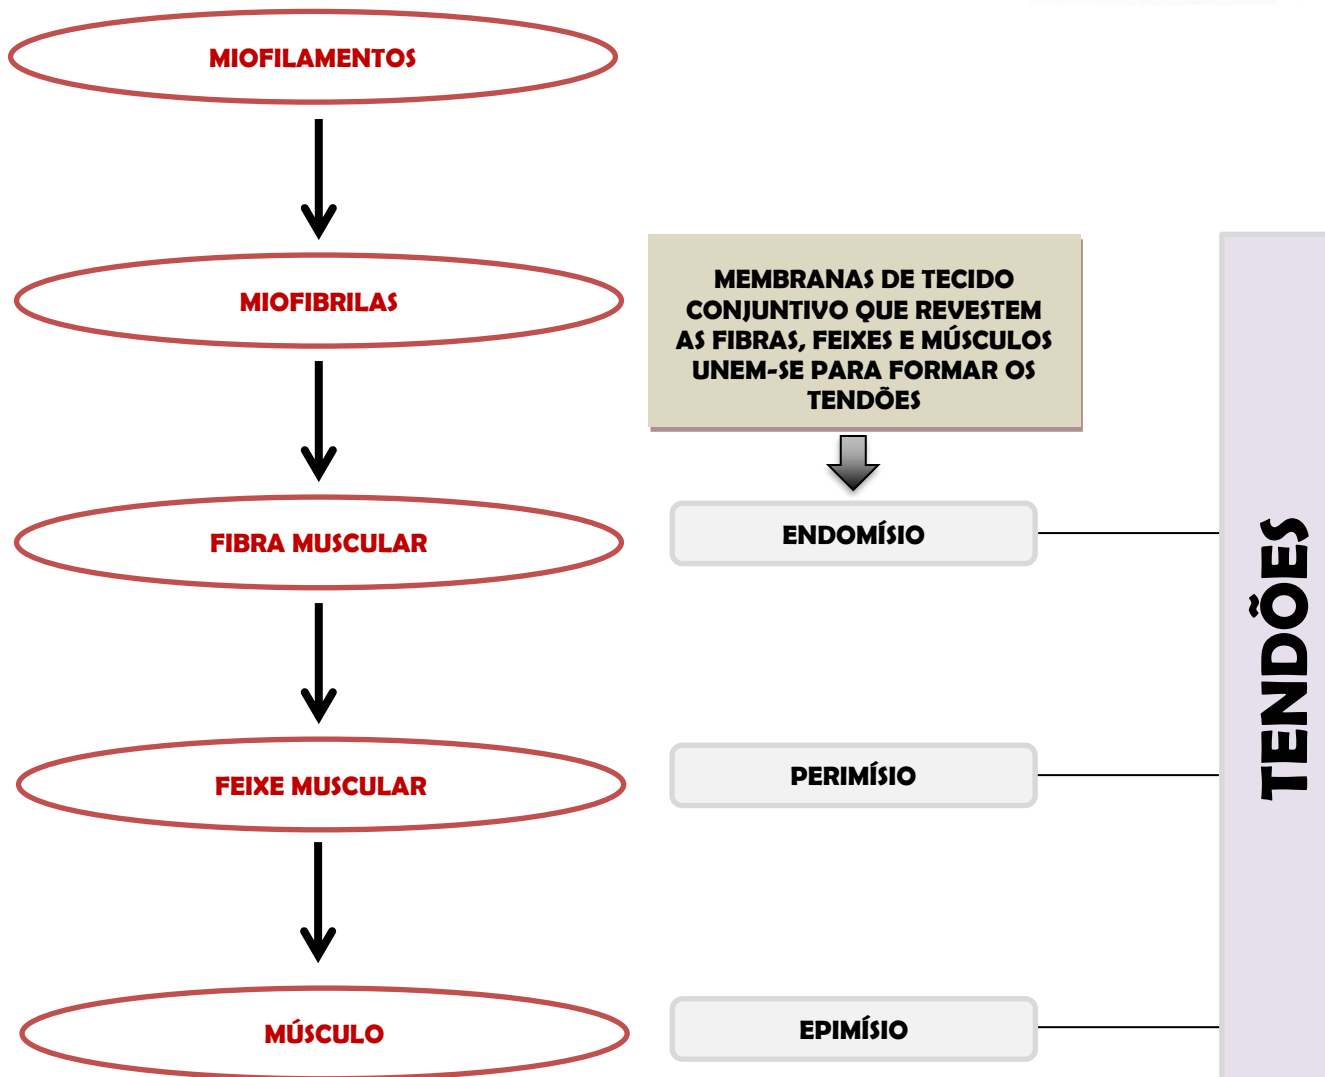 MIOFILAMENTOS
MIOFIBRILAS
MEMBRANAS DE TECIDO
CONJUNTIVO QUE REVESTEM
AS FIBRAS, FEIXES E MÚSCULOS
UNEM-SE PARA FORMAR OS
TENDÕES
FIBRA MUSCULAR
ENDOMÍSIO
FEIXE MUSCULAR
PERIMÍSIO
MÚSCULO
EPIMÍSIO
TENDÕES